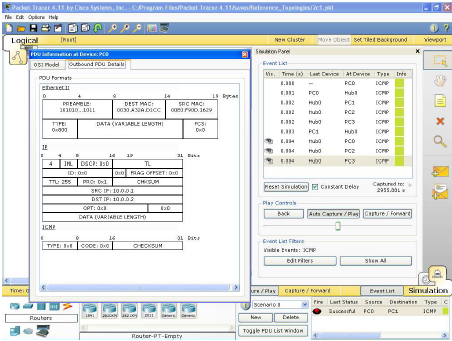 Packet Tracer 4.1 by Cisco Systems, Inc. - C:\Program Files\Packet Tracer 4.1\saves\Reference_Topologies\2c1.pkt
File Edit Options Help
Logical [Root] New Cluster Move Object Set Tiled Background Viewport
PDU Information at Device: PC0
OSI Model Outbound PDU Details
PDU Formats
Ethernet II
0 4 8 14 19 Bytes
PREAMBLE: 101010...1011 DEST MAC: 0030.A32A.D1CC SRC MAC:
TYPE: 0x800 DATA (VARIABLE LENGTH) FCS: 0x0
IP
0 4 8 16 19 31 Bits
4 IHL DSCP: 0x0 TL
ID: 0x0 0x0 FRAG OFFSET: 0x0
TTL: 255 PRO: 0x1 CHKSUM
SRC IP: 10.0.0.1
DST IP: 10.0.0.2
OPT: 0x0 0x0
DATA (VARIABLE LENGTH)
ICMP
0 8 16 31 Bits
TYPE: 0x8 CODE: 0x0 CHECKSUM
Simulation Panel
Event List
Vis. Time (s) Last Device At Device Type Info
0.000 -- PC0 ICMP
0.001 PC0 Hub0 ICMP
0.002 Hub0 PC1 ICMP
0.002 Hub0 PC2 ICMP
0.002 Hub0 PC3 ICMP
0.003 PC1 Hub0 ICMP
0.004 Hub0 PC0 ICMP
0.004 Hub0 PC2 ICMP
0.004 Hub0 PC3 ICMP
Reset Simulation Constant Delay Captured to: 2955.881 s
Play Controls
Back Auto Capture / Play Capture / Forward
Event List Filters
Visible Events: ICMP
Edit Filters Show All
Time: Capture / Forward Event List Simulation
Routers
1841 2620XM 2621XM 2811 Generic Generic
Router-PT-Empty
Scenario 0
New Delete
Toggle PDU List Window
Fire Last Status Source Destination Type C
Successful PC0 PC1 ICMP